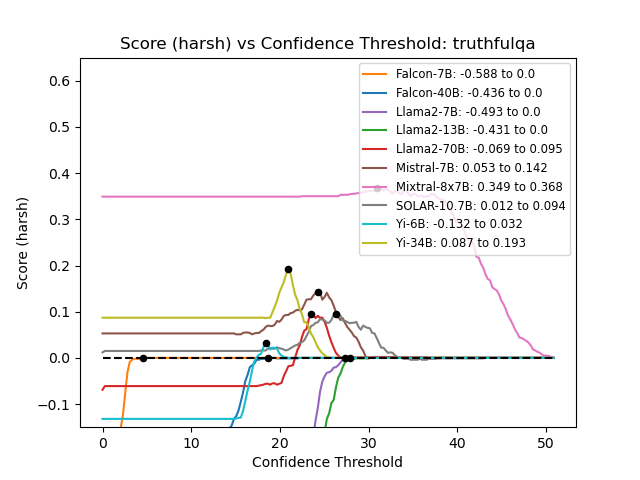 Score (harsh) vs Confidence Threshold: truthfulqa
Falcon-7B: -0.588 to 0.0
Falcon-40B: -0.436 to 0.0
Llama2-7B: -0.493 to 0.0
Llama2-13B: -0.431 to 0.0
Llama2-70B: -0.069 to 0.095
Mistral-7B: 0.053 to 0.142
Mixtral-8x7B: 0.349 to 0.368
SOLAR-10.7B: 0.012 to 0.094
Yi-6B: -0.132 to 0.032
Yi-34B: 0.087 to 0.193
Score (harsh)
0.6
0.5
0.4
0.3
0.2
0.1
0.0
−0.1
0 10 20 30 40 50
Confidence Threshold